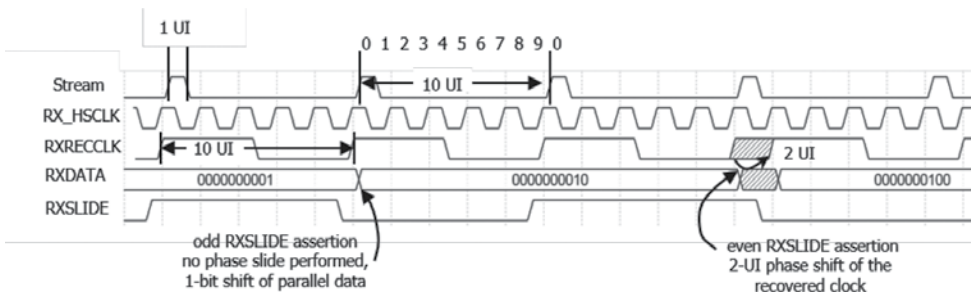 1 UI
0 1 2 3 4 5 6 7 8 9 0
Stream
10 UI
RX_HSCLK
RXRECCLK
10 UI
2 UI
RXDATA
0000000001
0000000010
0000000100
RXSLIDE
odd RXSLIDE assertion
no phase slide performed,
1-bit shift of parallel data
even RXSLIDE assertion
2-UI phase shift of the
recovered clock